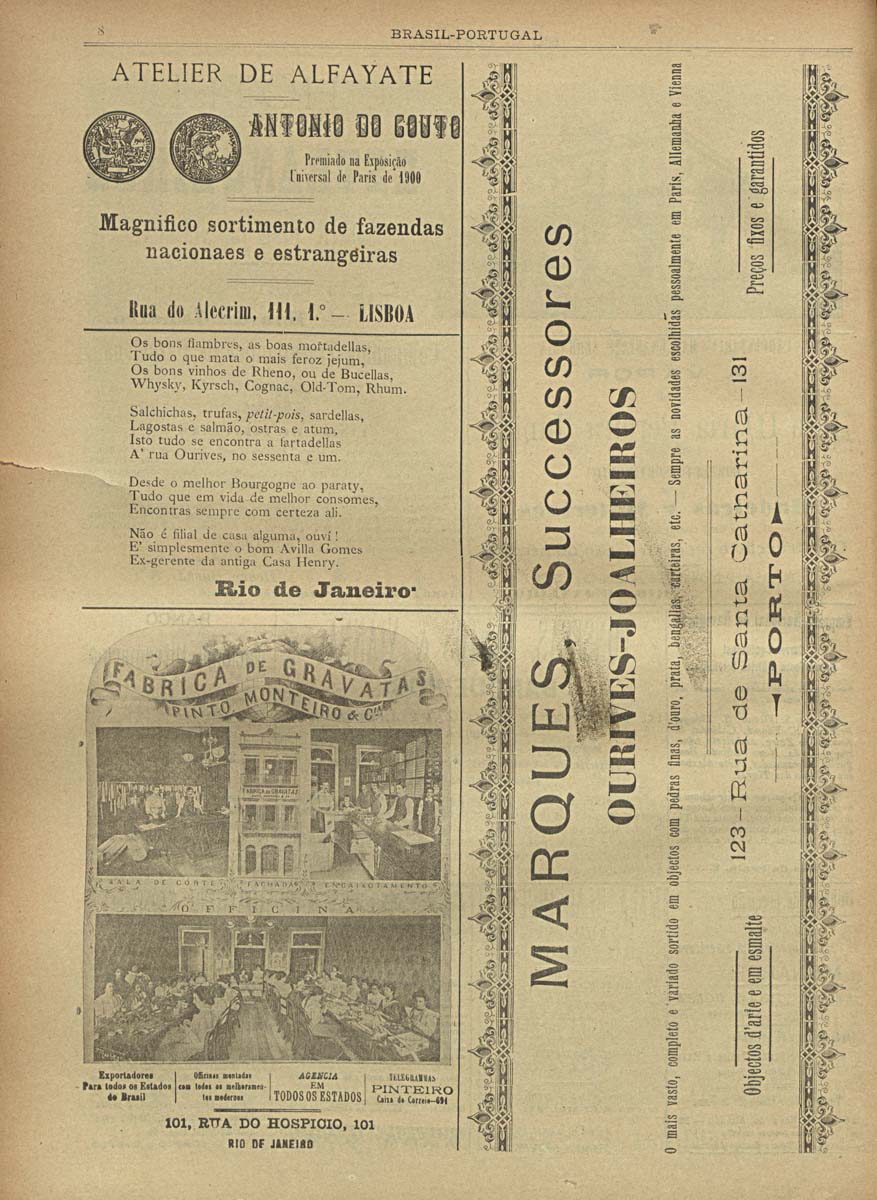 8
BRASIL-PORTUGAL
ATELIER DE ALFAYATE
ANTONIO DO COUTO
Premiado na Exposição
Universal de Paris de 1900
Magnifico sortimento de fazendas
nacionaes e estrangeiras
Rua do Alecrim, 111, 1.º — LISBOA
Os bons fiambres, as boas mortadellas,
Tudo o que mata o mais feroz jejum,
Os bons vinhos de Rheno, ou de Bucellas,
Whysky, Kyrsch, Cognac, Old-Tom, Rhum.
Salchichas, trufas, petit-pois, sardellas,
Lagostas e salmão, ostras e atum,
Isto tudo se encontra a fartadellas
A' rua Ourives, no sessenta e um.
Desde o melhor Bourgogne ao paraty,
Tudo que em vida de melhor consomes,
Encontras sempre com certeza ali.
Não é filial de casa alguma, ouvi!
E' simplesmente o bom Avilla Gomes
Ex-gerente da antiga Casa Henry.
Rio de Janeiro·
FABRICA DE GRAVATAS
PINTO MONTEIRO & Cia
FABRICA DE GRAVATAS
SALA DE CORTE
FACHADAS
ENCAIXOTAMENTO
OFFICINA
Exportadores
Para todos os Estados
do Brasil
Officinas montadas
com todos os melhoramen-
tos modernos
AGENCIA
EM
TODOS OS ESTADOS
TELEGRAMMAS
PINTEIRO
Caixa do Correio—694
101, RUA DO HOSPICIO, 101
RIO DE JANEIRO
MARQUES, Successores
OURIVES-JOALHEIROS
O mais vasto, completo e variado sortido em objectos com pedras finas, d'ouro, prata, bengallas, carteiras, etc. — Sempre as novidades escolhidas pessoalmente em Paris, Allemanha e Vienna
123—Rua de Santa Catharina—131
Objectos d'arte e em esmalte
PORTO
Preços fixos e garantidos